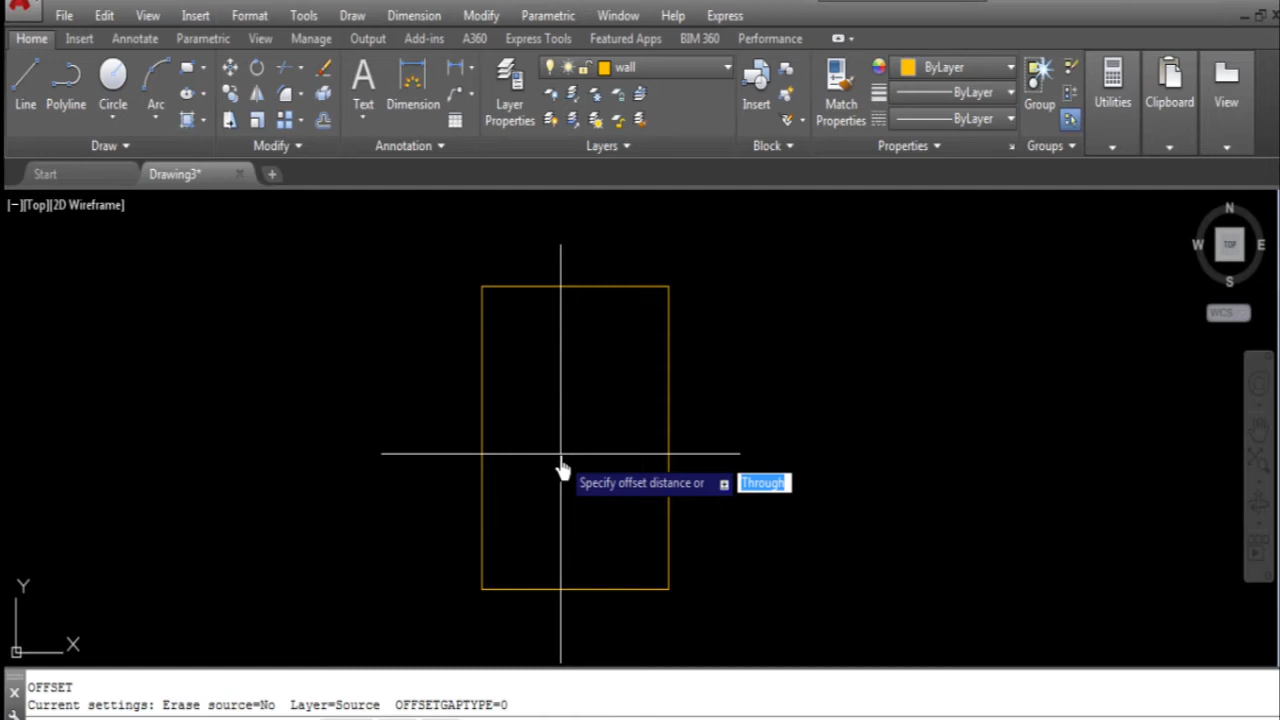 File Edit View Insert Format Tools Draw Dimension Modify Parametric Window Help Express
Home Insert Annotate Parametric View Manage Output Add-ins A360 Express Tools Featured Apps BIM 360 Performance
wall ByLayer
ByLayer
ByLayer
Line Polyline Circle Arc Text Dimension Layer Properties Insert Match Properties Group Utilities Clipboard View
Draw Modify Annotation Layers Block Properties Groups
Start Drawing3*
[−][Top][2D Wireframe]
N
W TOP E
S
WCS
Specify offset distance or Through
Y
X
OFFSET
Current settings: Erase source=No Layer=Source OFFSETGAPTYPE=0